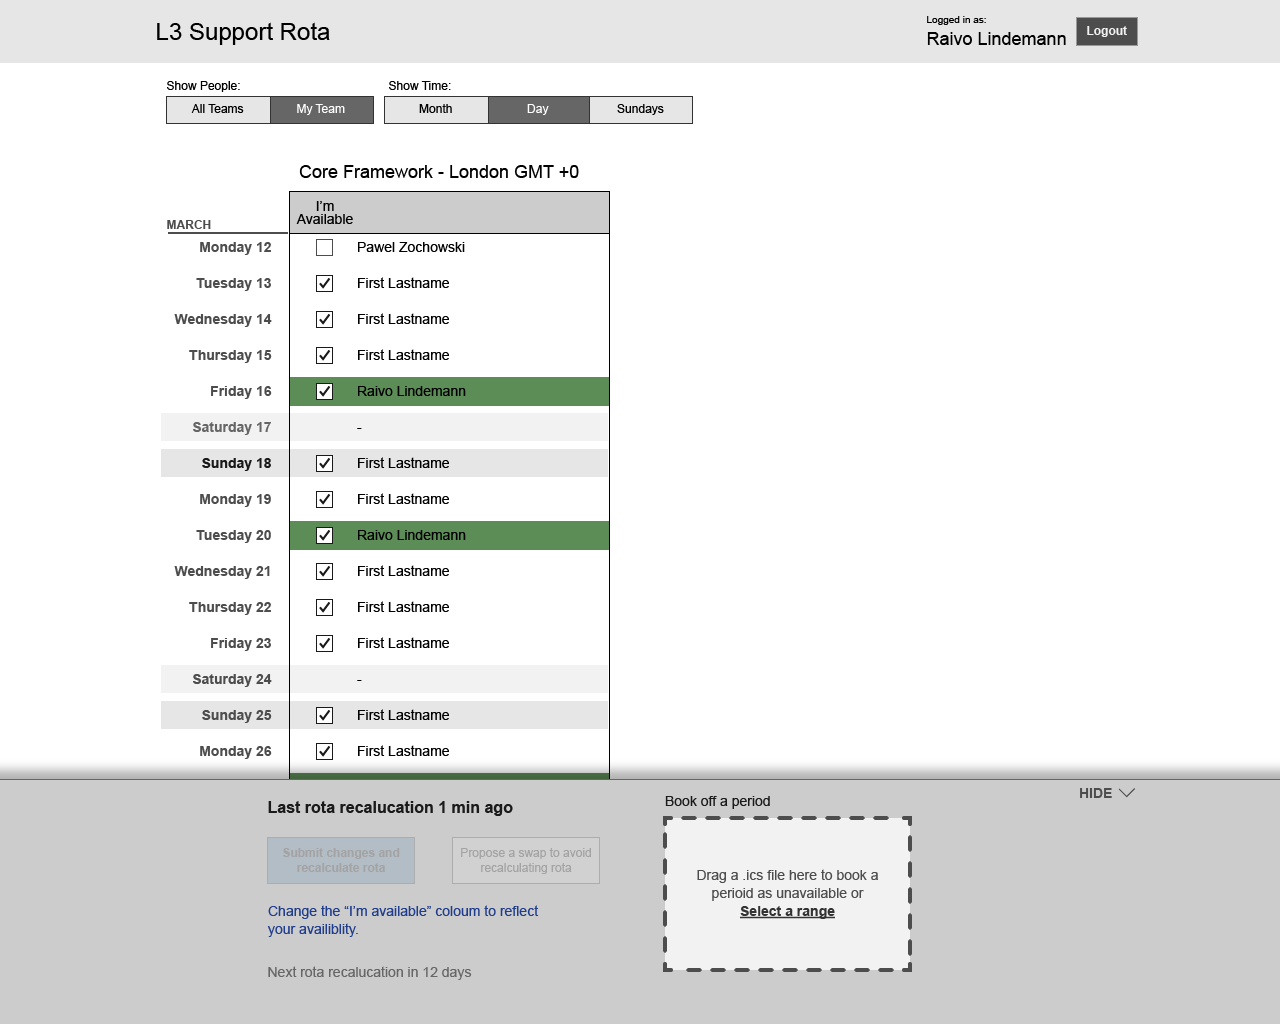 L3 Support Rota
Logged in as:
Raivo Lindemann
Logout
Show People:
Show Time:
All Teams
My Team
Month
Day
Sundays
Core Framework - London GMT +0
I'm
Available
MARCH
Monday 12
Pawel Zochowski
Tuesday 13
First Lastname
Wednesday 14
First Lastname
Thursday 15
First Lastname
Friday 16
Raivo Lindemann
Saturday 17
-
Sunday 18
First Lastname
Monday 19
First Lastname
Tuesday 20
Raivo Lindemann
Wednesday 21
First Lastname
Thursday 22
First Lastname
Friday 23
First Lastname
Saturday 24
-
Sunday 25
First Lastname
Monday 26
First Lastname
Last rota recalucation 1 min ago
Submit changes and
recalculate rota
Propose a swap to avoid
recalculating rota
Change the “I'm available” coloum to reflect
your availiblity.
Next rota recalucation in 12 days
Book off a period
Drag a .ics file here to book a
perioid as unavailable or
Select a range
HIDE